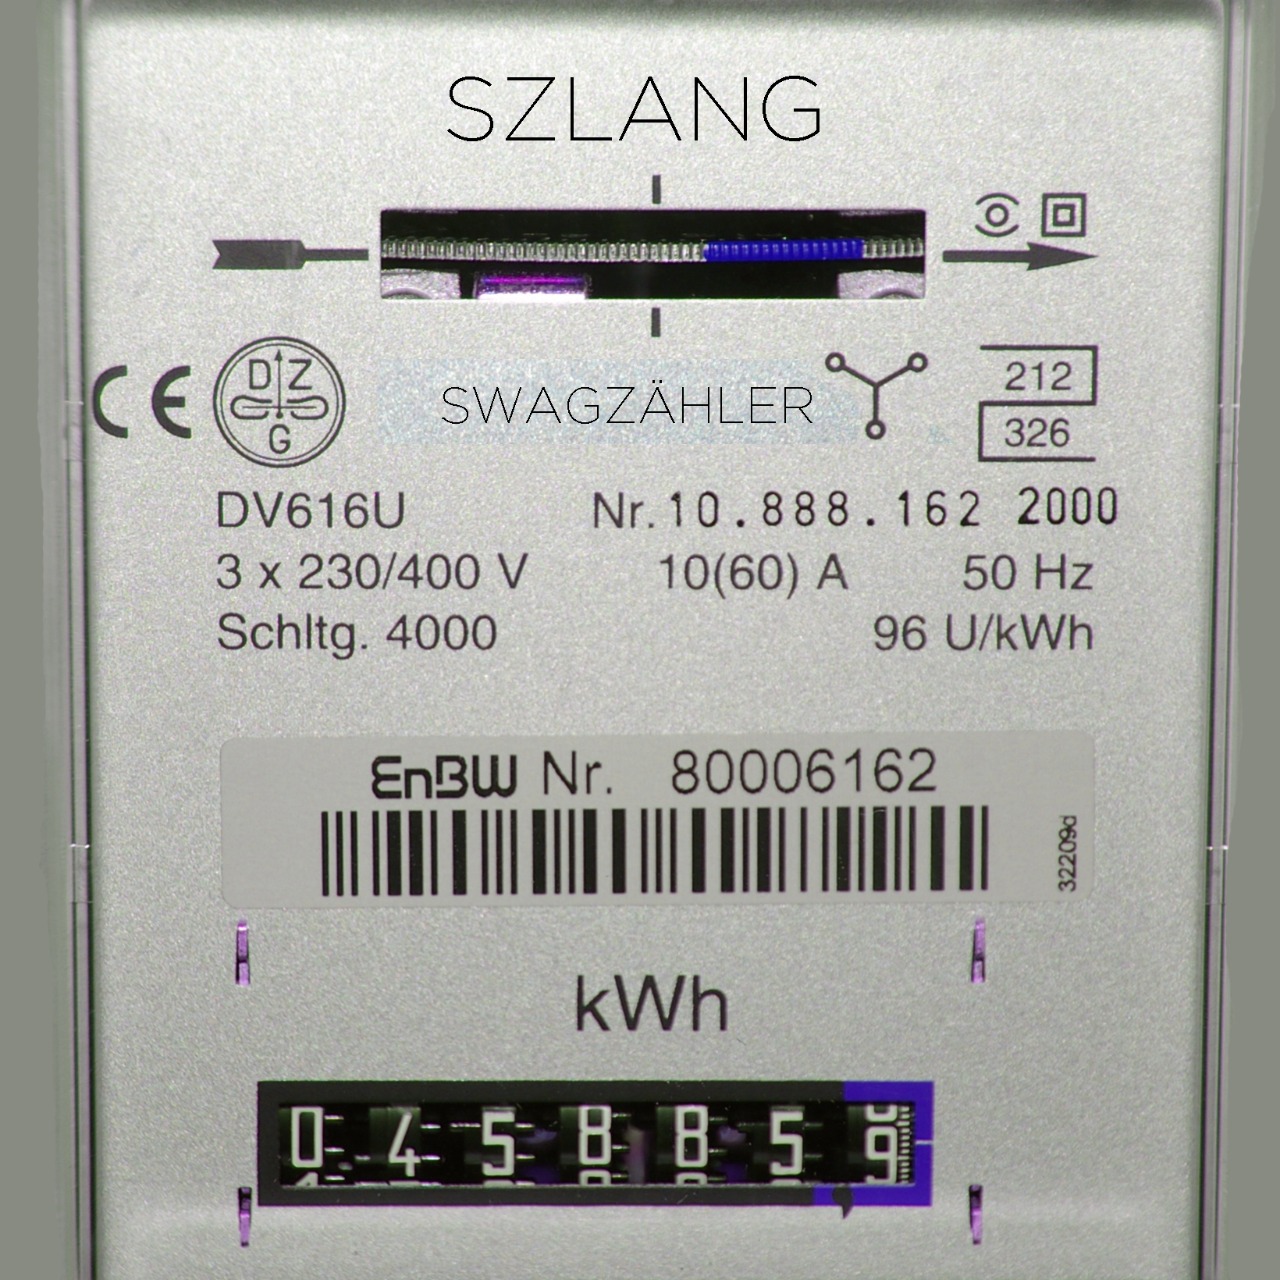 SZLANG
CE
D Z
G
SWAGZÄHLER
212
326
DV616U Nr. 10.888.162 2000
3 x 230/400 V 10(60) A 50 Hz
Schltg. 4000 96 U/kWh
EnBW Nr. 80006162
32209d
kWh
0 4 5 8 8 5 9